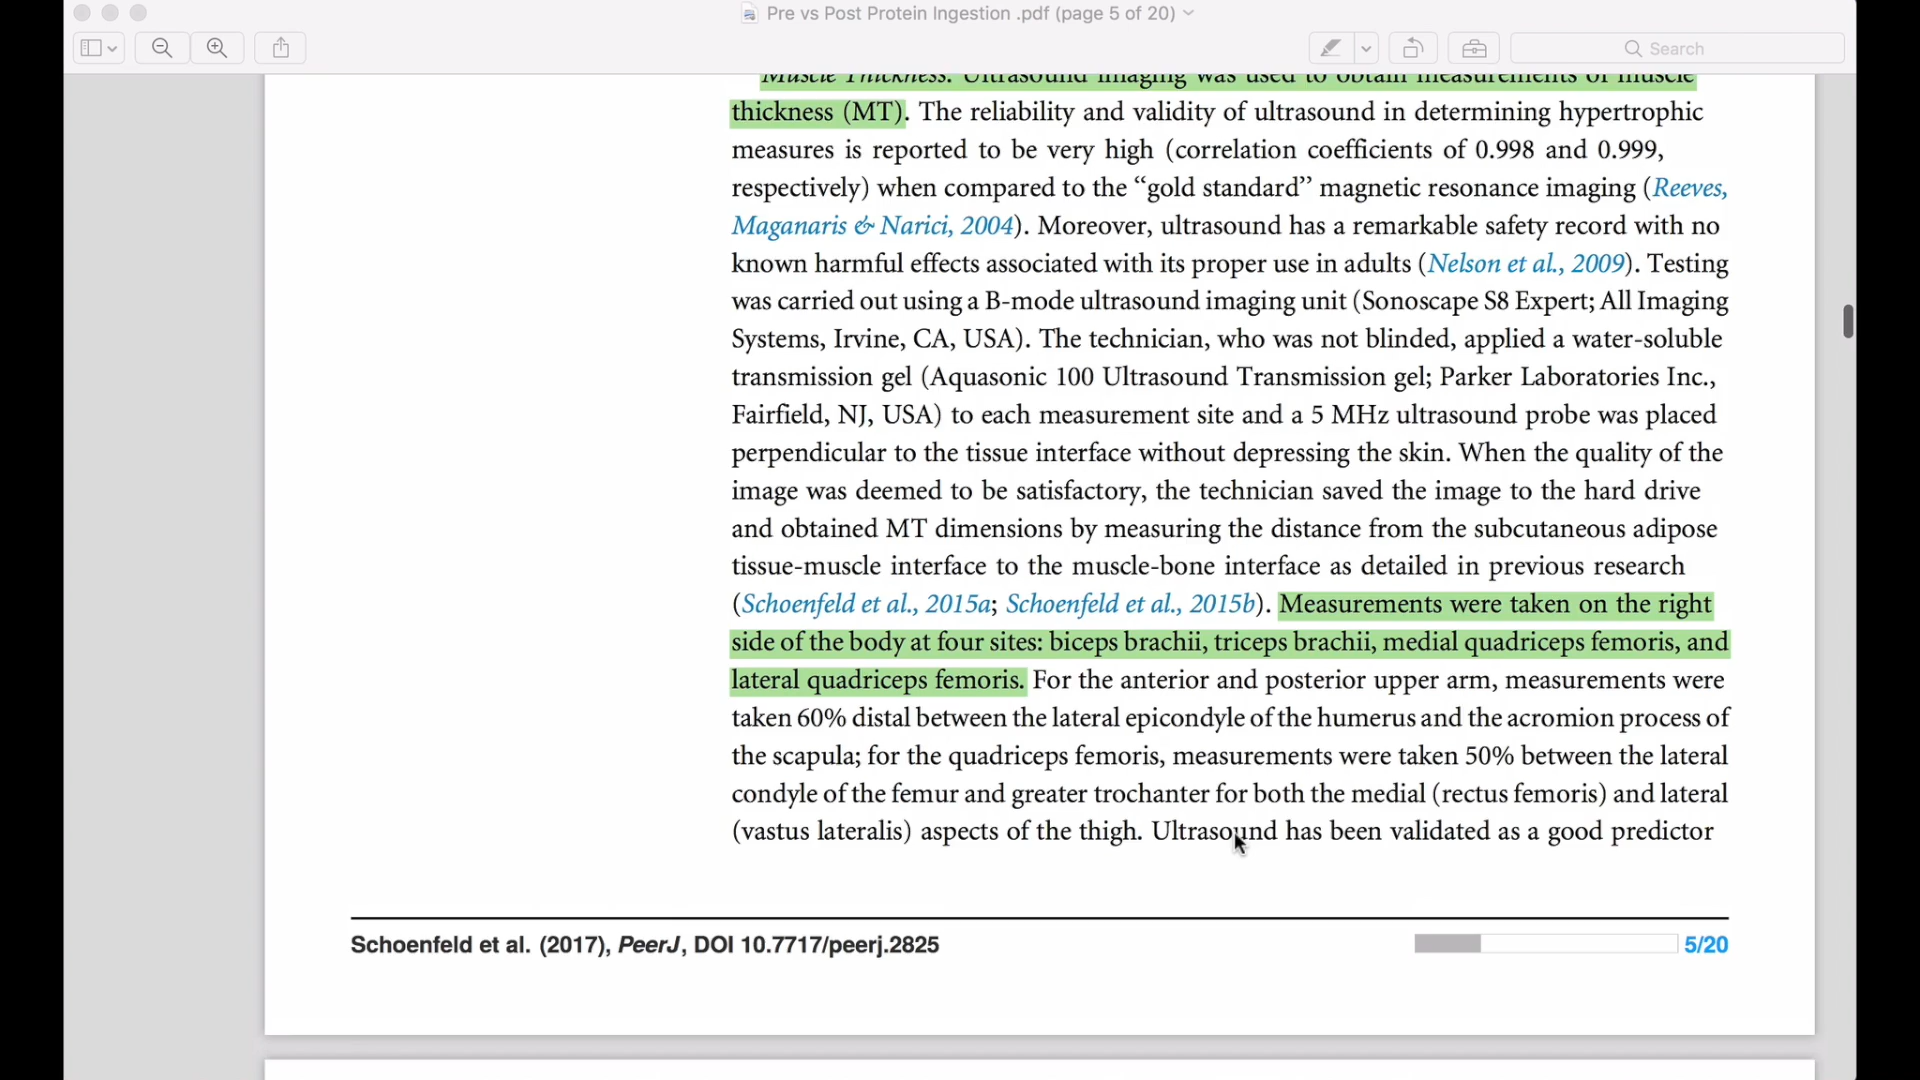 Pre vs Post Protein Ingestion .pdf (page 5 of 20)
Search
Muscle Thickness. Ultrasound imaging was used to obtain measurements of muscle
thickness (MT). The reliability and validity of ultrasound in determining hypertrophic
measures is reported to be very high (correlation coefficients of 0.998 and 0.999,
respectively) when compared to the “gold standard” magnetic resonance imaging (Reeves,
Maganaris & Narici, 2004). Moreover, ultrasound has a remarkable safety record with no
known harmful effects associated with its proper use in adults (Nelson et al., 2009). Testing
was carried out using a B-mode ultrasound imaging unit (Sonoscape S8 Expert; All Imaging
Systems, Irvine, CA, USA). The technician, who was not blinded, applied a water-soluble
transmission gel (Aquasonic 100 Ultrasound Transmission gel; Parker Laboratories Inc.,
Fairfield, NJ, USA) to each measurement site and a 5 MHz ultrasound probe was placed
perpendicular to the tissue interface without depressing the skin. When the quality of the
image was deemed to be satisfactory, the technician saved the image to the hard drive
and obtained MT dimensions by measuring the distance from the subcutaneous adipose
tissue-muscle interface to the muscle-bone interface as detailed in previous research
(Schoenfeld et al., 2015a; Schoenfeld et al., 2015b). Measurements were taken on the right
side of the body at four sites: biceps brachii, triceps brachii, medial quadriceps femoris, and
lateral quadriceps femoris. For the anterior and posterior upper arm, measurements were
taken 60% distal between the lateral epicondyle of the humerus and the acromion process of
the scapula; for the quadriceps femoris, measurements were taken 50% between the lateral
condyle of the femur and greater trochanter for both the medial (rectus femoris) and lateral
(vastus lateralis) aspects of the thigh. Ultrasound has been validated as a good predictor
Schoenfeld et al. (2017), PeerJ, DOI 10.7717/peerj.2825
5/20